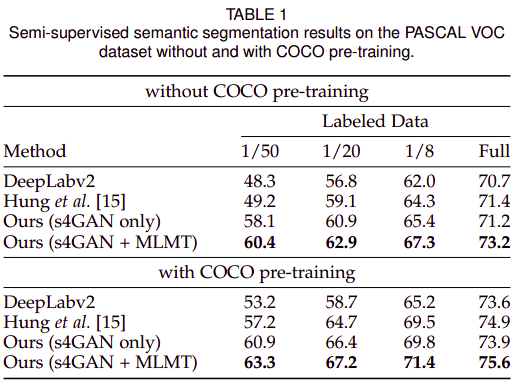 TABLE 1
Semi-supervised semantic segmentation results on the PASCAL VOC
dataset without and with COCO pre-training.
without COCO pre-training
Labeled Data
Method 1/50 1/20 1/8 Full
DeepLabv2 48.3 56.8 62.0 70.7
Hung et al. [15] 49.2 59.1 64.3 71.4
Ours (s4GAN only) 58.1 60.9 65.4 71.2
Ours (s4GAN + MLMT) 60.4 62.9 67.3 73.2
with COCO pre-training
DeepLabv2 53.2 58.7 65.2 73.6
Hung et al. [15] 57.2 64.7 69.5 74.9
Ours (s4GAN only) 60.9 66.4 69.8 73.9
Ours (s4GAN + MLMT) 63.3 67.2 71.4 75.6